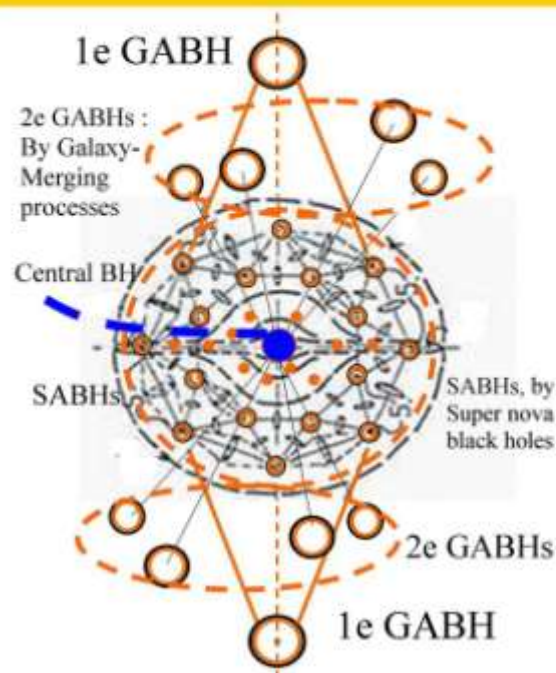 1e GABH
2e GABHs :
By Galaxy-
Merging
processes
Central BH
SABHs
SABHs, by
Super nova
black holes
2e GABHs
1e GABH